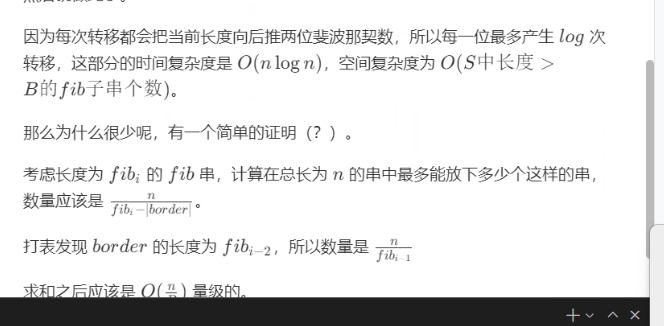 因为每次转移都会把当前长度向后推两位斐波那契数，所以每一位最多产生 log 次
转移，这部分的时间复杂度是 O(n log n)，空间复杂度为 O(S中长度 >
B的fib子串个数)。
那么为什么很少呢，有一个简单的证明（？）。
考虑长度为 fib_i 的 fib 串，计算在总长为 n 的串中最多能放下多少个这样的串，
数量应该是 \frac{n}{fib_i-|border|}。
打表发现 border 的长度为 fib_{i-2}，所以数量是 \frac{n}{fib_{i-1}}
求和之后应该是 O(n/ ) 量级的。